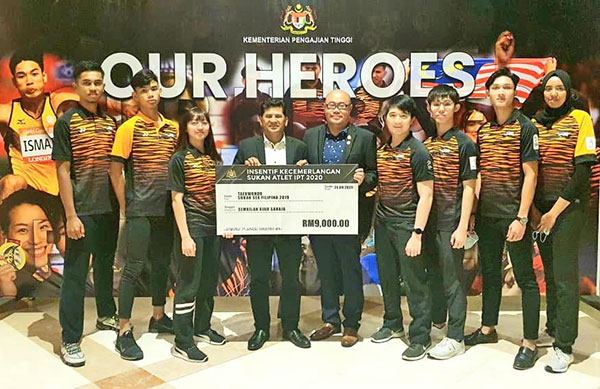 KEMENTERIAN PENGAJIAN TINGGI
OUR HEROES
ISMA
INSENTIF KECEMERLANGAN
SUKAN ATLET IPT 2020
TAEKWONDO
SUKAN SEA FILIPINA 2019
SEMBILAN RIBU SAHAJA
RM9,000.00